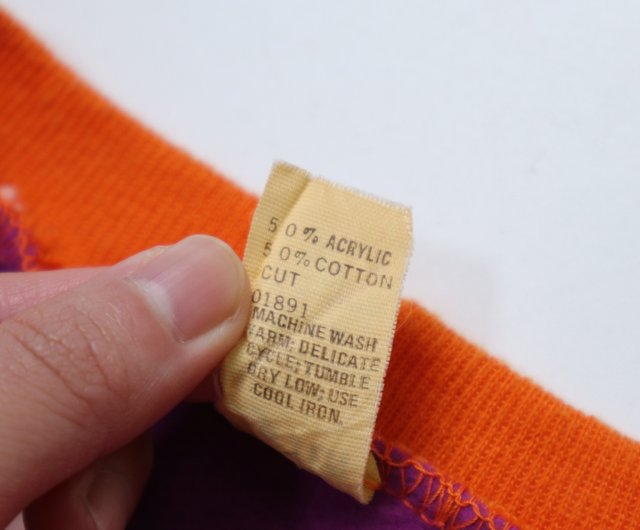 50% ACRYLIC
50% COTTON
CUT
01891
MACHINE WASH
WARM: DELICATE
CYCLE; TUMBLE
DRY LOW; USE
COOL IRON.